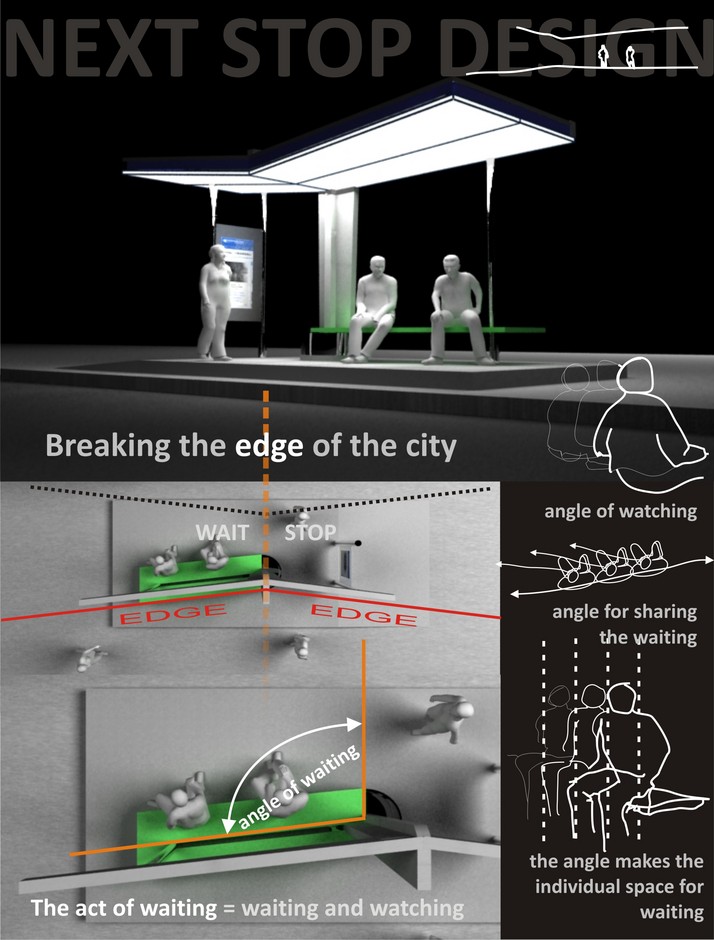 NEXT STOP DESIGN
Breaking the edge of the city
angle of watching
WAIT STOP
EDGE EDGE
angle for sharing
the waiting
angle of waiting
the angle makes the
individual space for
waiting
The act of waiting = waiting and watching